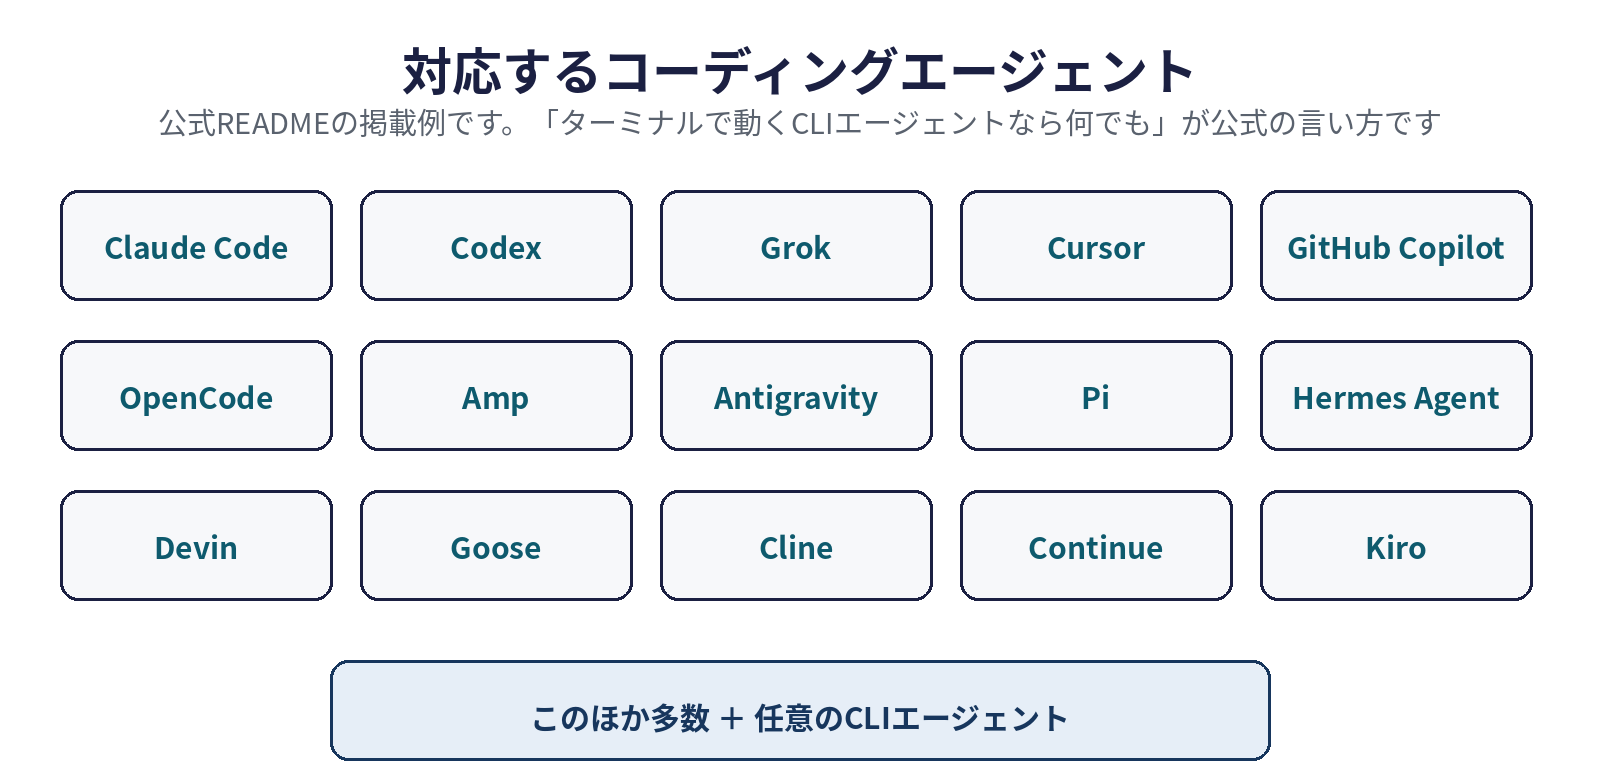 対応するコーディングエージェント
公式READMEの掲載例です。「ターミナルで動くCLIエージェントなら何でも」が公式の言い方です
Claude Code
Codex
Grok
Cursor
GitHub Copilot
OpenCode
Amp
Antigravity
Pi
Hermes Agent
Devin
Goose
Cline
Continue
Kiro
このほか多数 ＋ 任意のCLIエージェント